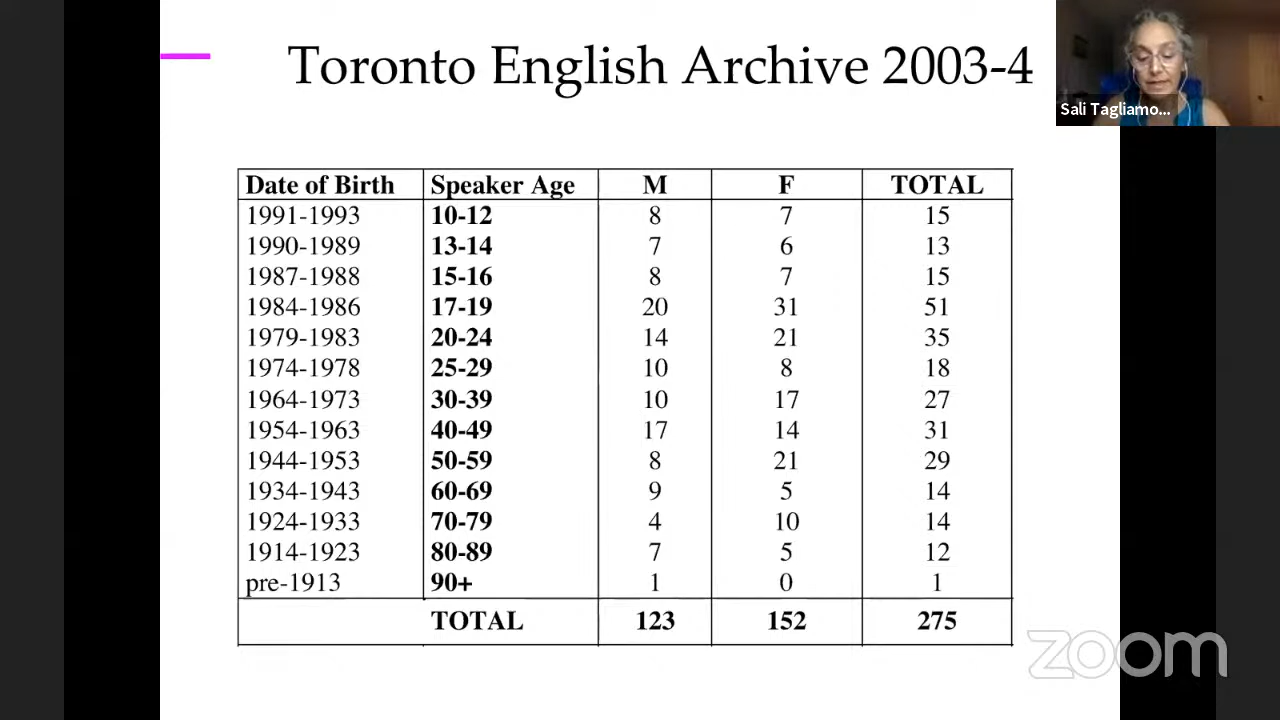 Toronto English Archive 2003-4
Sali Tagliamo...
Date of Birth Speaker Age M F TOTAL
1991-1993 10-12 8 7 15
1990-1989 13-14 7 6 13
1987-1988 15-16 8 7 15
1984-1986 17-19 20 31 51
1979-1983 20-24 14 21 35
1974-1978 25-29 10 8 18
1964-1973 30-39 10 17 27
1954-1963 40-49 17 14 31
1944-1953 50-59 8 21 29
1934-1943 60-69 9 5 14
1924-1933 70-79 4 10 14
1914-1923 80-89 7 5 12
pre-1913 90+ 1 0 1
TOTAL 123 152 275
zoom